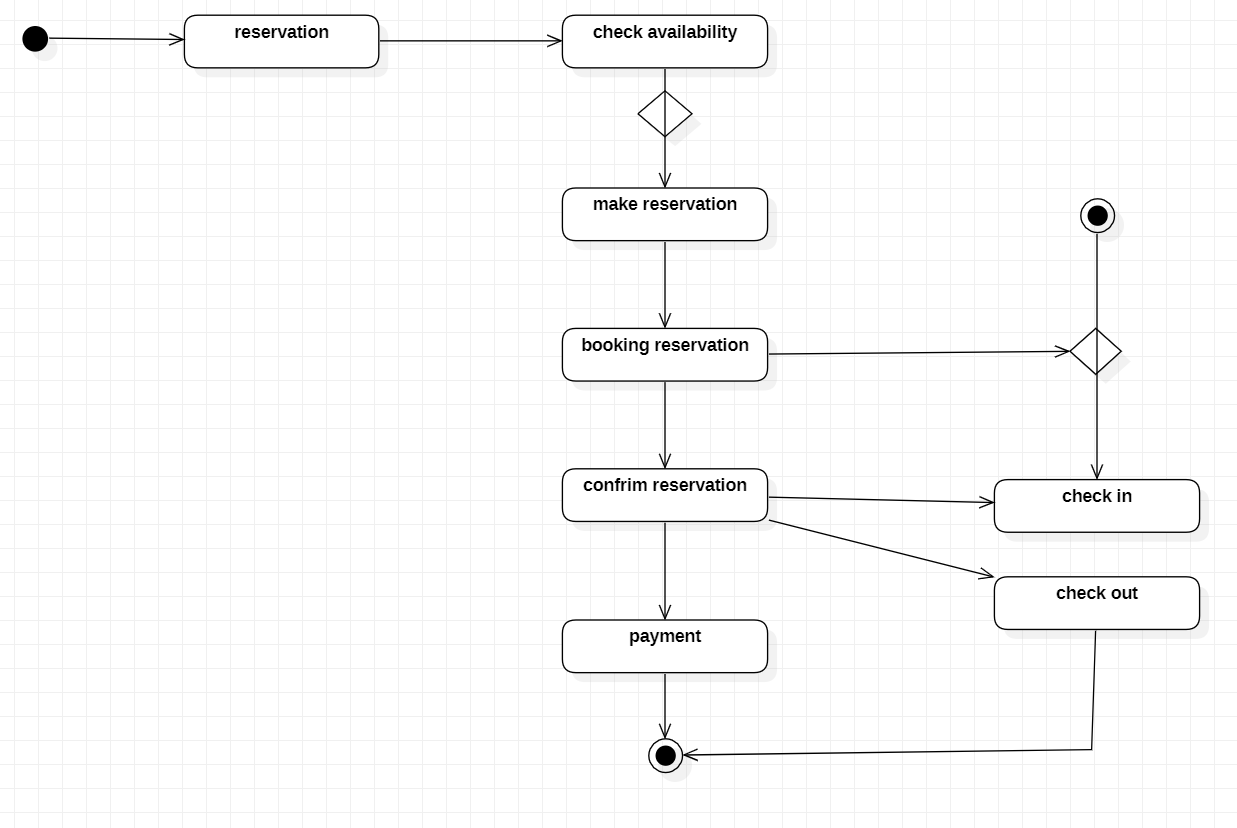 reservation
check availability
make reservation
booking reservation
confrim reservation
check in
check out
payment